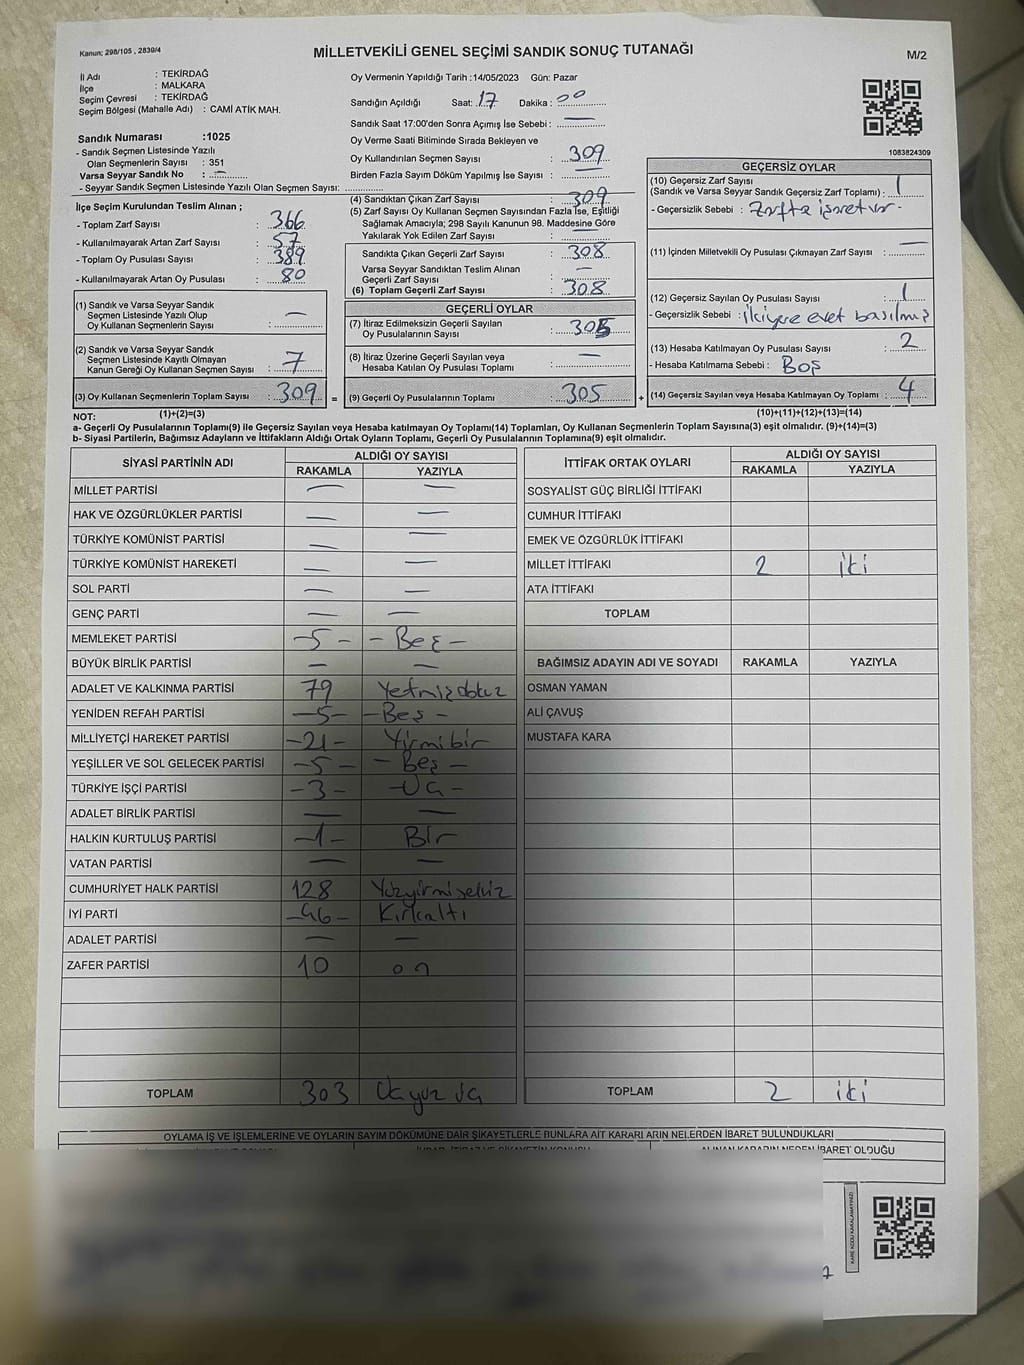 Kanun; 298/105 , 2839/4
MİLLETVEKİLİ GENEL SEÇİMİ SANDIK SONUÇ TUTANAĞI
M/2
İl Adı : TEKİRDAĞ
İlçe : MALKARA
Seçim Çevresi : TEKİRDAĞ
Seçim Bölgesi (Mahalle Adı) : CAMİ ATİK MAH.
Sandık Numarası :1025
- Sandık Seçmen Listesinde Yazılı
Olan Seçmenlerin Sayısı : 351
Varsa Seyyar Sandık No : —
- Seyyar Sandık Seçmen Listesinde Yazılı Olan Seçmen Sayısı:
Oy Vermenin Yapıldığı Tarih :14/05/2023 Gün: Pazar
Sandığın Açıldığı Saat: 17 Dakika : 00
Sandık Saat 17:00'den Sonra Açımış İse Sebebi : —
Oy Verme Saati Bitiminde Sırada Bekleyen ve
Oy Kullandırılan Seçmen Sayısı : 309
Birden Fazla Sayım Döküm Yapılmış İse Sayısı : —
1083824309
İlçe Seçim Kurulundan Teslim Alınan ;
- Toplam Zarf Sayısı : 366
- Kullanılmayarak Artan Zarf Sayısı : 57
- Toplam Oy Pusulası Sayısı : 389
- Kullanılmayarak Artan Oy Pusulası : 80
(1) Sandık ve Varsa Seyyar Sandık
Seçmen Listesinde Yazılı Olup
Oy Kullanan Seçmenlerin Sayısı : —
(2) Sandık ve Varsa Seyyar Sandık
Seçmen Listesinde Kayıtlı Olmayan
Kanun Gereği Oy Kullanan Seçmen Sayısı : 7
(3) Oy Kullanan Seçmenlerin Toplam Sayısı : 309 =
(1)+(2)=(3)
(4) Sandıktan Çıkan Zarf Sayısı : 309
(5) Zarf Sayısı Oy Kullanan Seçmen Sayısından Fazla İse, Eşitliği
Sağlamak Amacıyla; 298 Sayılı Kanunun 98. Maddesine Göre
Yakılarak Yok Edilen Zarf Sayısı : —
Sandıkta Çıkan Geçerli Zarf Sayısı : 308
Varsa Seyyar Sandıktan Teslim Alınan
Geçerli Zarf Sayısı : —
(6) Toplam Geçerli Zarf Sayısı : 308
GEÇERLİ OYLAR
(7) İtiraz Edilmeksizin Geçerli Sayılan
Oy Pusulalarının Sayısı : 305
(8) İtiraz Üzerine Geçerli Sayılan veya
Hesaba Katılan Oy Pusulası Toplamı : —
(9) Geçerli Oy Pusulalarının Toplamı : 305 +
GEÇERSİZ OYLAR
(10) Geçersiz Zarf Sayısı
(Sandık ve Varsa Seyyar Sandık Geçersiz Zarf Toplamı) : 1
- Geçersizlik Sebebi : Zarfta işaret var -
(11) İçinden Milletvekili Oy Pusulası Çıkmayan Zarf Sayısı : —
(12) Geçersiz Sayılan Oy Pusulası Sayısı : 1
- Geçersizlik Sebebi : ikiyere evet basılmış
(13) Hesaba Katılmayan Oy Pusulası Sayısı : 2
- Hesaba Katılmama Sebebi : Boş
(14) Geçersiz Sayılan veya Hesaba Katılmayan Oy Toplamı : 4
(10)+(11)+(12)+(13)=(14)
NOT:
a- Geçerli Oy Pusulalarının Toplamı(9) ile Geçersiz Sayılan veya Hesaba katılmayan Oy Toplamı(14) Toplamları, Oy Kullanan Seçmenlerin Toplam Sayısına(3) eşit olmalıdır. (9)+(14)=(3)
b- Siyasi Partilerin, Bağımsız Adayların ve İttifakların Aldığı Ortak Oyların Toplamı, Geçerli Oy Pusulalarının Toplamına(9) eşit olmalıdır.
SİYASİ PARTİNİN ADI ALDIĞI OY SAYISI
RAKAMLA YAZIYLA
MİLLET PARTİSİ — —
HAK VE ÖZGÜRLÜKLER PARTİSİ — —
TÜRKİYE KOMÜNİST PARTİSİ — —
TÜRKİYE KOMÜNİST HAREKETİ — —
SOL PARTİ — —
GENÇ PARTİ — —
MEMLEKET PARTİSİ -5- -Beş-
BÜYÜK BİRLİK PARTİSİ — —
ADALET VE KALKINMA PARTİSİ 79 Yetmişdokuz
YENİDEN REFAH PARTİSİ -5- -Beş-
MİLLİYETÇİ HAREKET PARTİSİ -21- Yirmibir
YEŞİLLER VE SOL GELECEK PARTİSİ -5- -Beş-
TÜRKİYE İŞÇİ PARTİSİ -3- -Üç-
ADALET BİRLİK PARTİSİ — —
HALKIN KURTULUŞ PARTİSİ -1- Bir
VATAN PARTİSİ — —
CUMHURİYET HALK PARTİSİ 128 Yüzyirmisekiz
İYİ PARTİ -46- Kırkaltı
ADALET PARTİSİ — —
ZAFER PARTİSİ 10 on
TOPLAM 303 Üçyüz üç
İTTİFAK ORTAK OYLARI ALDIĞI OY SAYISI
RAKAMLA YAZIYLA
SOSYALİST GÜÇ BİRLİĞİ İTTİFAKI
CUMHUR İTTİFAKI
EMEK VE ÖZGÜRLÜK İTTİFAKI
MİLLET İTTİFAKI 2 iki
ATA İTTİFAKI
TOPLAM
BAĞIMSIZ ADAYIN ADI VE SOYADI RAKAMLA YAZIYLA
OSMAN YAMAN
ALİ ÇAVUŞ
MUSTAFA KARA
TOPLAM 2 iki
OYLAMA İŞ VE İŞLEMLERİNE VE OYLARIN SAYIM DÖKÜMÜNE DAİR ŞİKAYETLERLE BUNLARA AİT KARARLARIN NELERDEN İBARET BULUNDUKLARI
ALINAN KARARIN NEDEN İBARET OLDUĞU